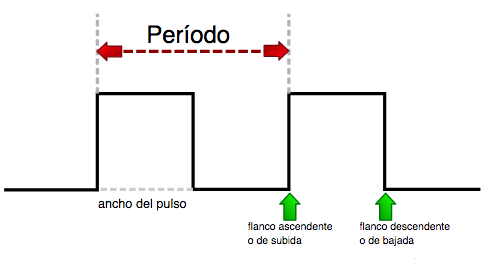 Período
ancho del pulso
flanco ascendente
o de subida
flanco descendente
o de bajada